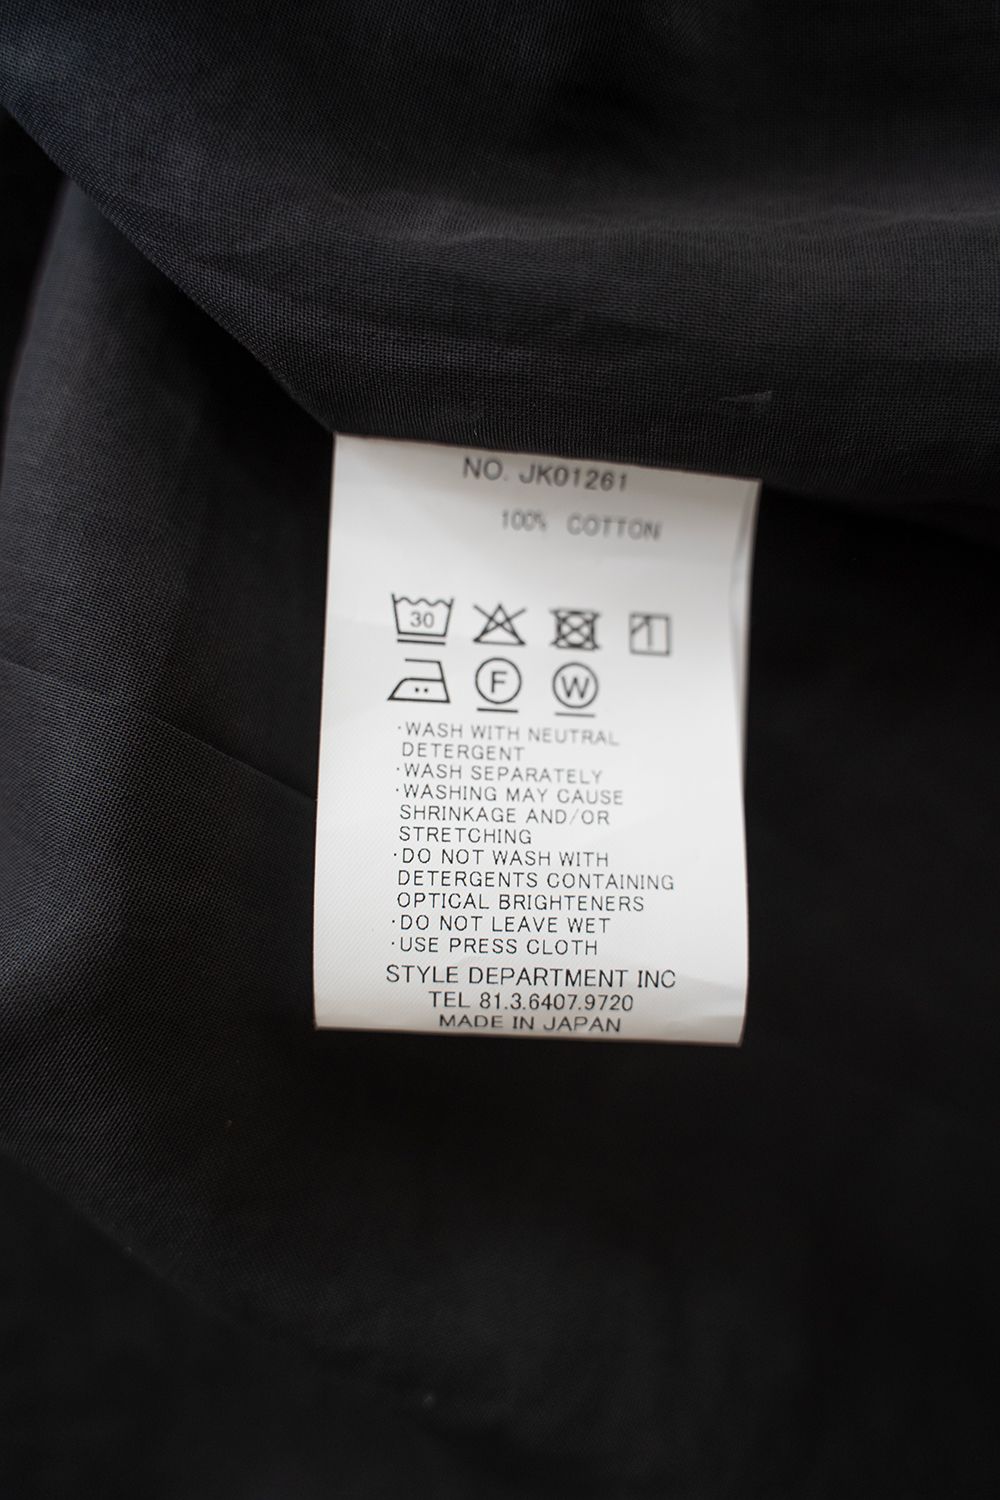 NO. JK01261
100% COTTON
30
F W
·WASH WITH NEUTRAL
DETERGENT
·WASH SEPARATELY
·WASHING MAY CAUSE
SHRINKAGE AND/OR
STRETCHING
·DO NOT WASH WITH
DETERGENTS CONTAINING
OPTICAL BRIGHTENERS
·DO NOT LEAVE WET
·USE PRESS CLOTH
STYLE DEPARTMENT INC
TEL 81.3.6407.9720
MADE IN JAPAN